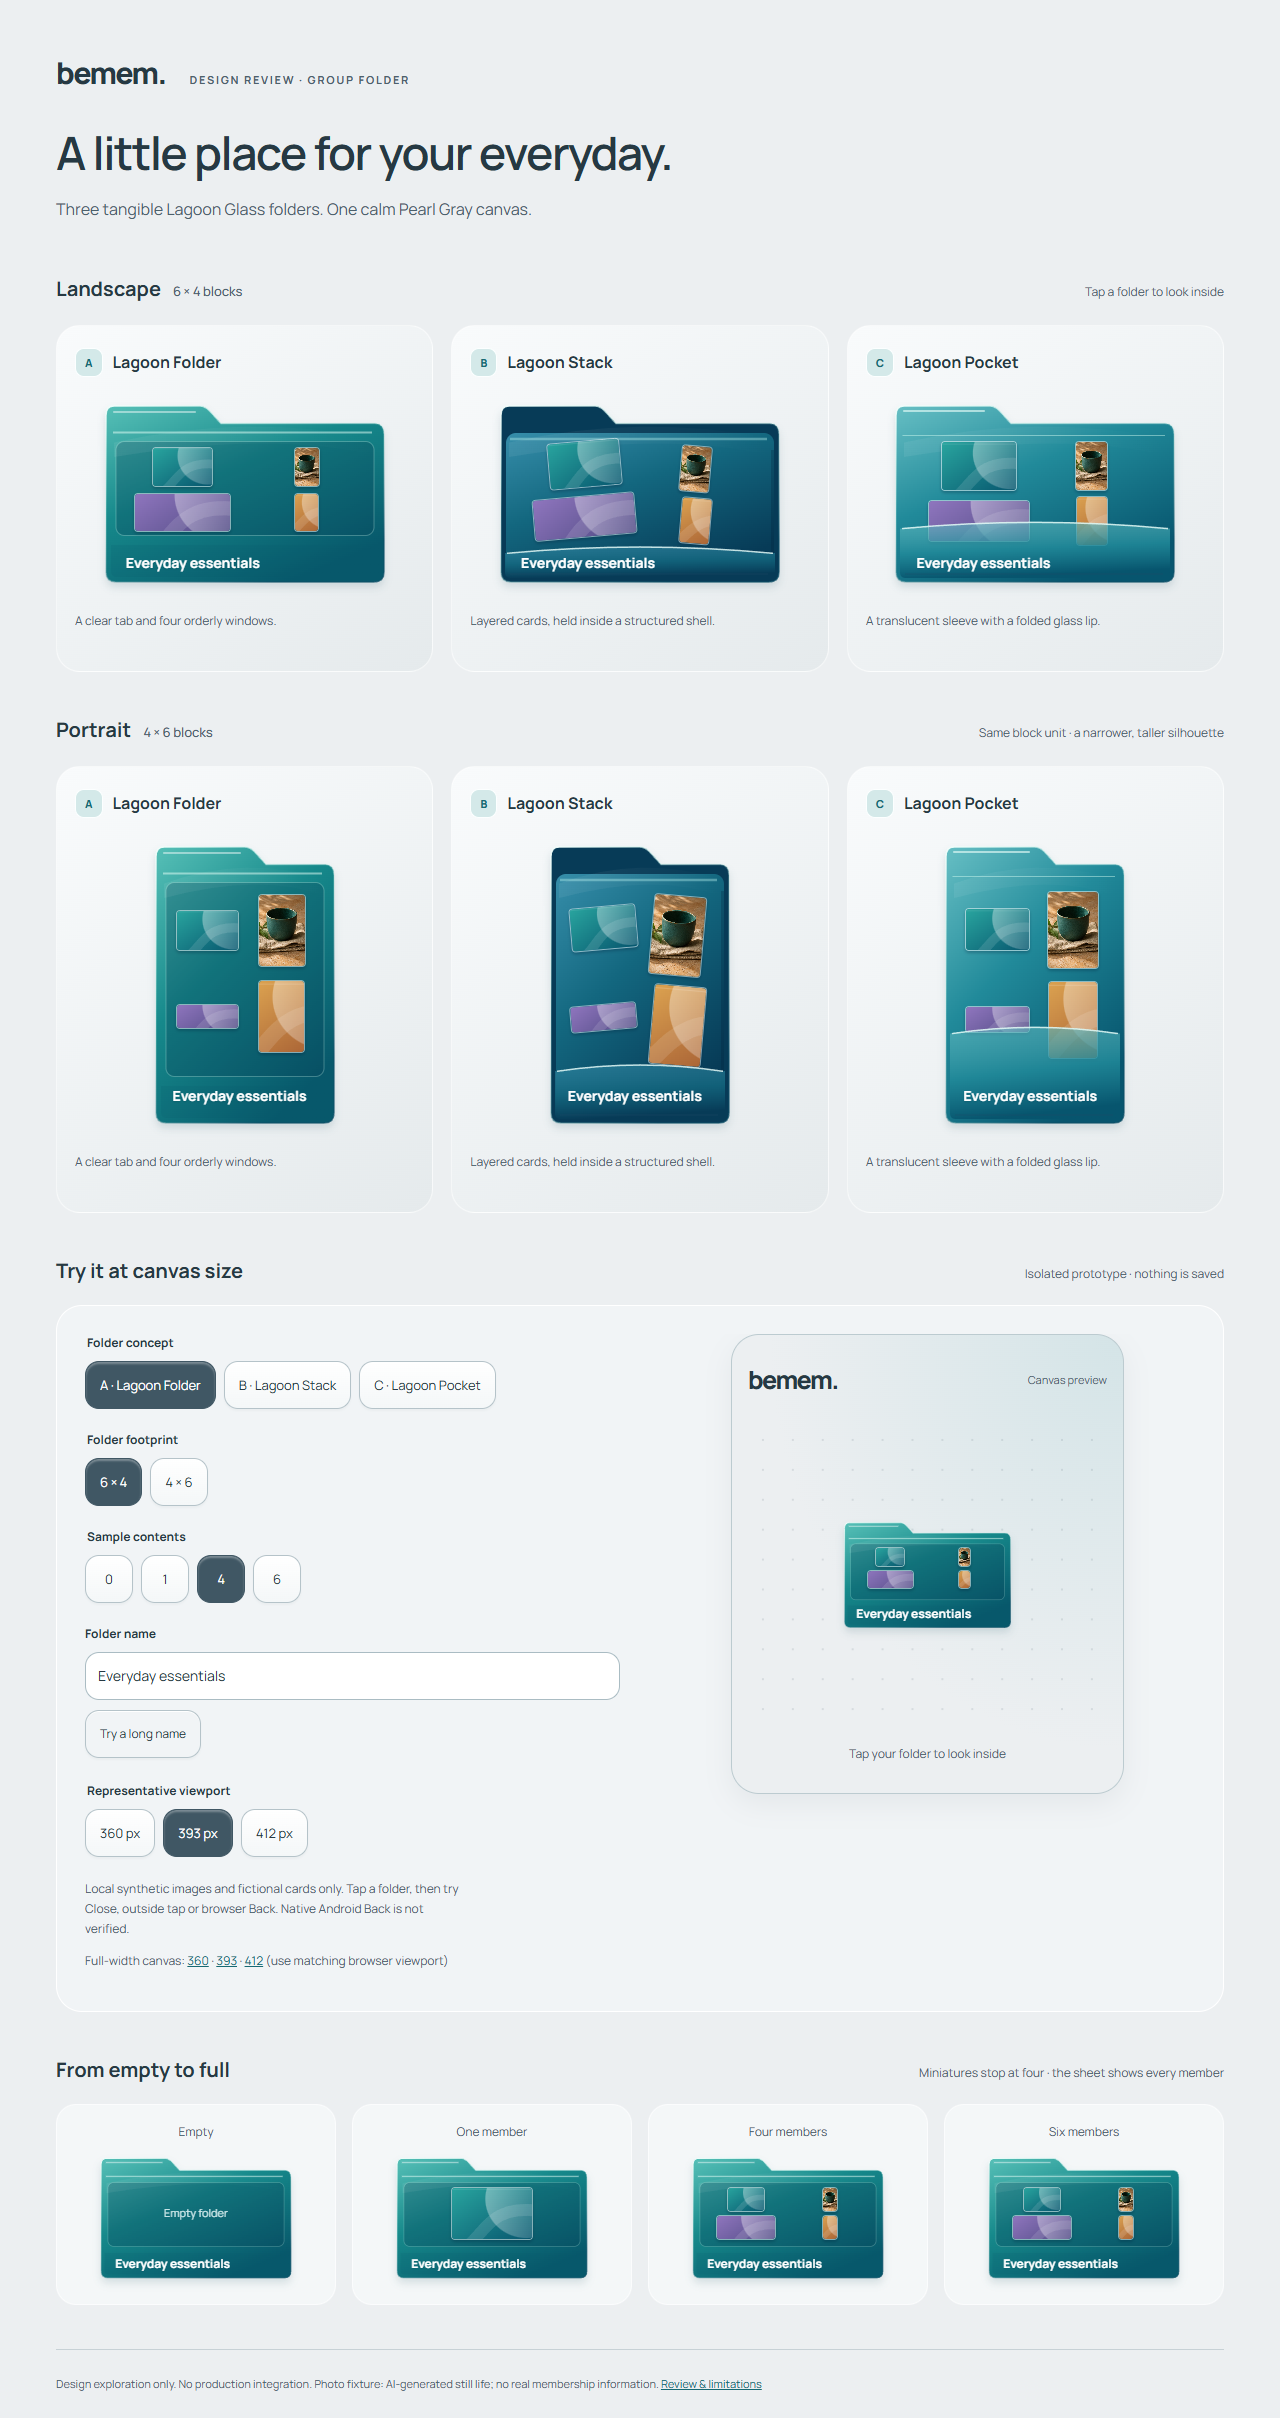 bemem.
DESIGN REVIEW · GROUP FOLDER
A little place for your everyday.
Three tangible Lagoon Glass folders. One calm Pearl Gray canvas.
Landscape 6 × 4 blocks
Tap a folder to look inside
A Lagoon Folder
Everyday essentials
A clear tab and four orderly windows.
B Lagoon Stack
Everyday essentials
Layered cards, held inside a structured shell.
C Lagoon Pocket
Everyday essentials
A translucent sleeve with a folded glass lip.
Portrait 4 × 6 blocks
Same block unit · a narrower, taller silhouette
A Lagoon Folder
Everyday essentials
A clear tab and four orderly windows.
B Lagoon Stack
Everyday essentials
Layered cards, held inside a structured shell.
C Lagoon Pocket
Everyday essentials
A translucent sleeve with a folded glass lip.
Try it at canvas size
Isolated prototype · nothing is saved
Folder concept
A · Lagoon Folder
B · Lagoon Stack
C · Lagoon Pocket
Folder footprint
6 × 4
4 × 6
Sample contents
0
1
4
6
Folder name
Everyday essentials
Try a long name
Representative viewport
360 px
393 px
412 px
Local synthetic images and fictional cards only. Tap a folder, then try
Close, outside tap or browser Back. Native Android Back is not
verified.
Full-width canvas: 360 · 393 · 412 (use matching browser viewport)
bemem.
Canvas preview
Everyday essentials
Tap your folder to look inside
From empty to full
Miniatures stop at four · the sheet shows every member
Empty
Empty folder
Everyday essentials
One member
Everyday essentials
Four members
Everyday essentials
Six members
Everyday essentials
Design exploration only. No production integration. Photo fixture: AI-generated still life; no real membership information. Review & limitations